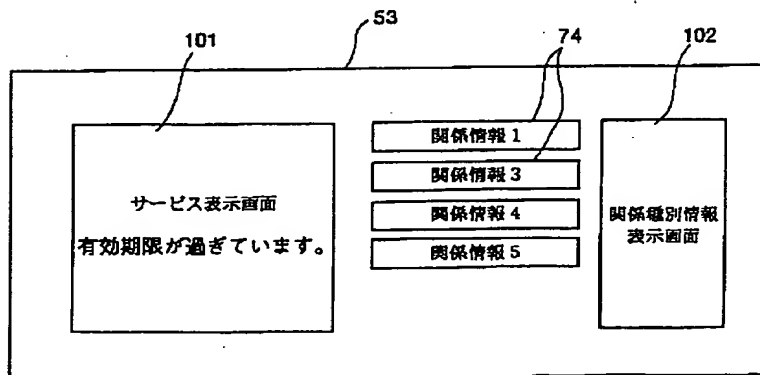 101
53
74
102
サービス表示画面
有効期限が過ぎています。
関係情報1
関係情報3
関係情報4
関係情報5
関係種別情報
表示画面